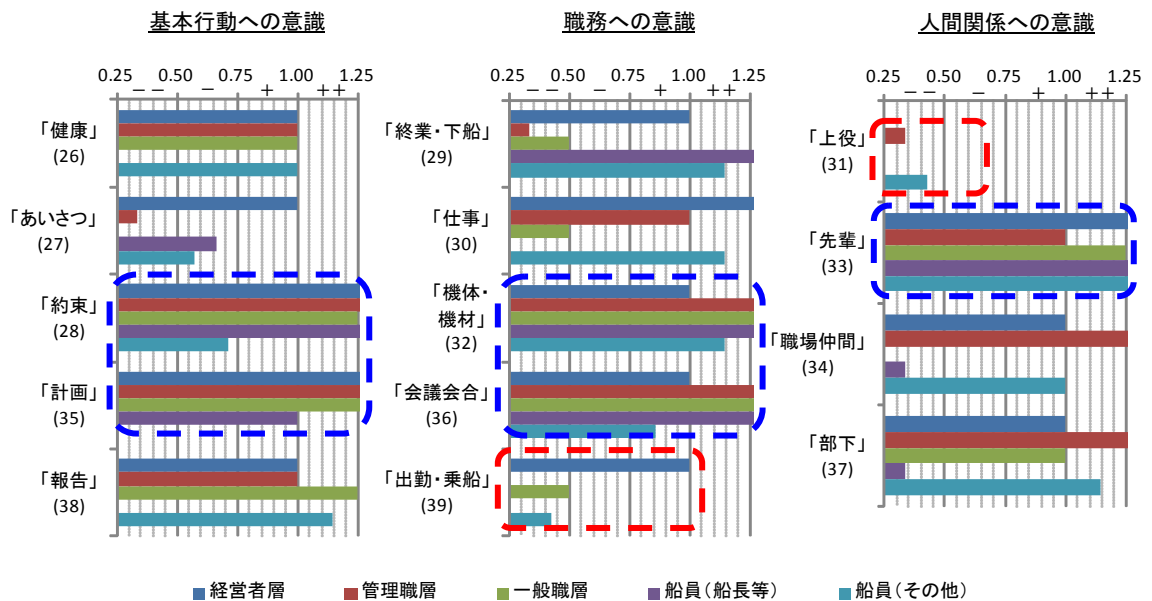 基本行動への意識
0.25 0.50 0.75 1.00 1.25
－－ － ＋ ＋＋
「健康」
(26)
「あいさつ」
(27)
「約束」
(28)
「計画」
(35)
「報告」
(38)
職務への意識
0.25 0.50 0.75 1.00 1.25
－－ － ＋ ＋＋
「終業・下船」
(29)
「仕事」
(30)
「機体・
機材」
(32)
「会議会合」
(36)
「出勤・乗船」
(39)
人間関係への意識
0.25 0.50 0.75 1.00 1.25
－－ － ＋ ＋＋
「上役」
(31)
「先輩」
(33)
「職場仲間」
(34)
「部下」
(37)
経営者層 管理職層 一般職層 船員(船長等) 船員(その他)